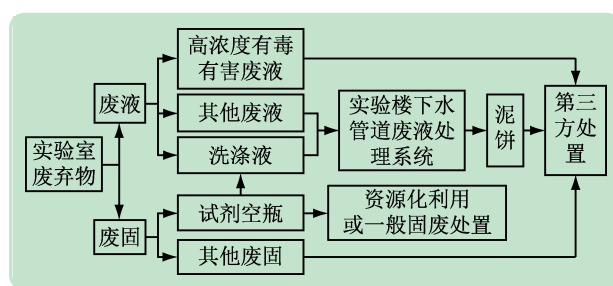 高浓度有毒
有害废液
废液
其他废液
洗涤液
实验楼下水
管道废液处
理系统
泥
饼
第三
方处
置
实验室
废弃物
废固
试剂空瓶
资源化利用
或一般固废处置
其他废固